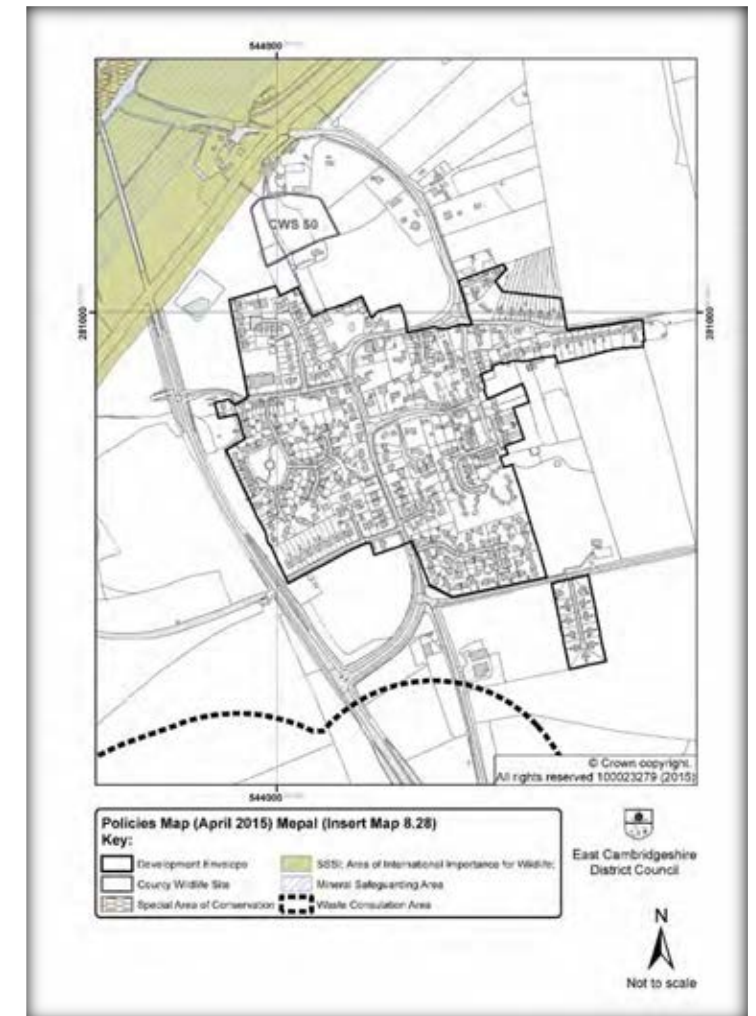 544000
CWS 50
281000
281000
© Crown copyright.
All rights reserved 100023279 (2015)
544000
Policies Map (April 2015) Mepal (Insert Map 8.28)
Key:
Development Envelope
County Wildlife Site
Special Area of Conservation
SSSI; Area of International Importance for Wildlife;
Mineral Safeguarding Area
Waste Consulation Area
East Cambridgeshire
District Council
N
Not to scale